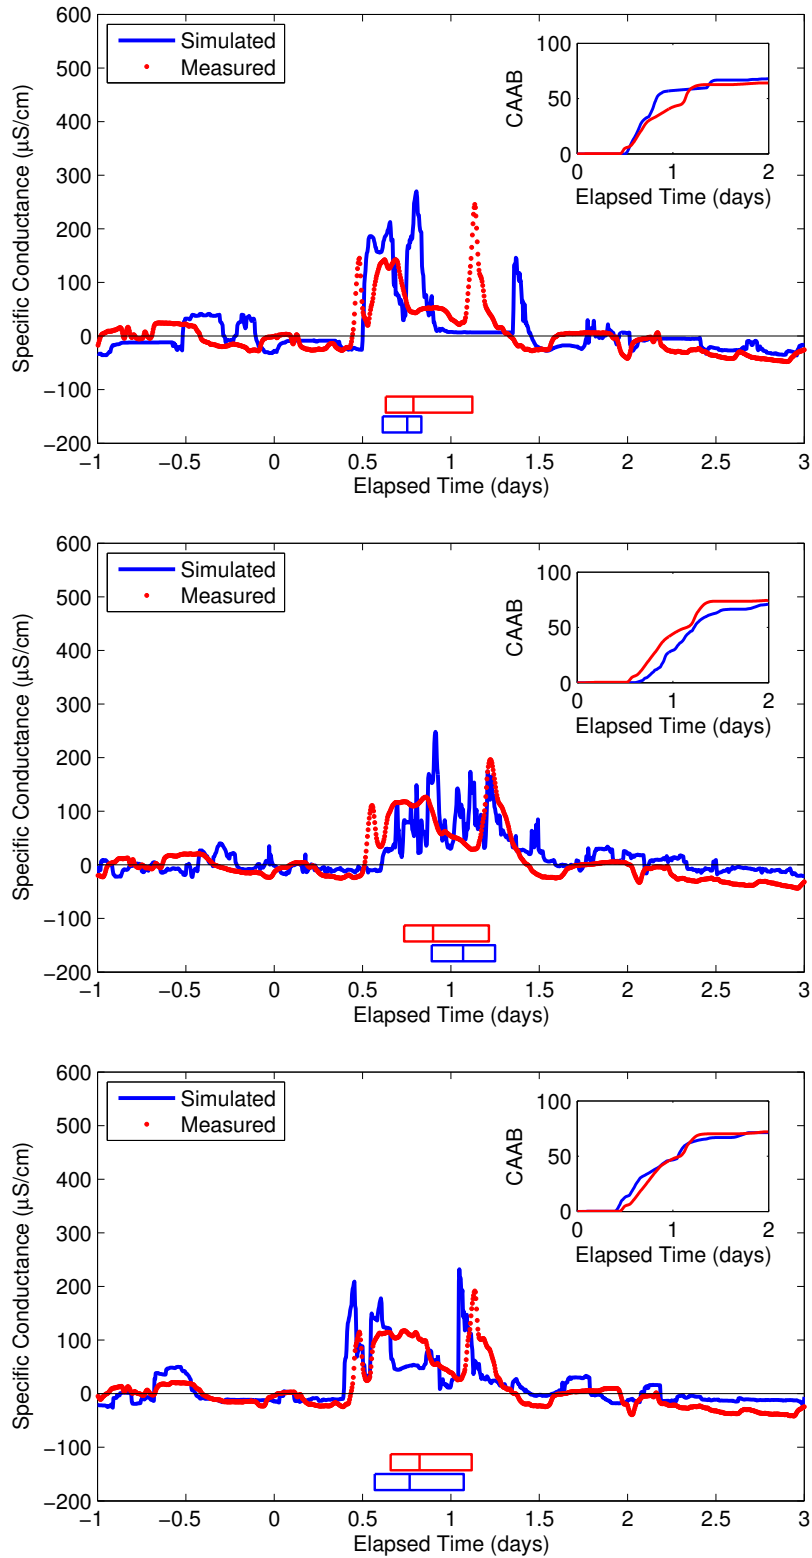 600
500
400
300
200
100
0
−100
−200
Specific Conductance (μS/cm)
Simulated
Measured
100
50
0
CAAB
0 1 2
Elapsed Time (days)
−1 −0.5 0 0.5 1 1.5 2 2.5 3
Elapsed Time (days)
600
500
400
300
200
100
0
−100
−200
Specific Conductance (μS/cm)
Simulated
Measured
100
50
0
CAAB
0 1 2
Elapsed Time (days)
−1 −0.5 0 0.5 1 1.5 2 2.5 3
Elapsed Time (days)
600
500
400
300
200
100
0
−100
−200
Specific Conductance (μS/cm)
Simulated
Measured
100
50
0
CAAB
0 1 2
Elapsed Time (days)
−1 −0.5 0 0.5 1 1.5 2 2.5 3
Elapsed Time (days)